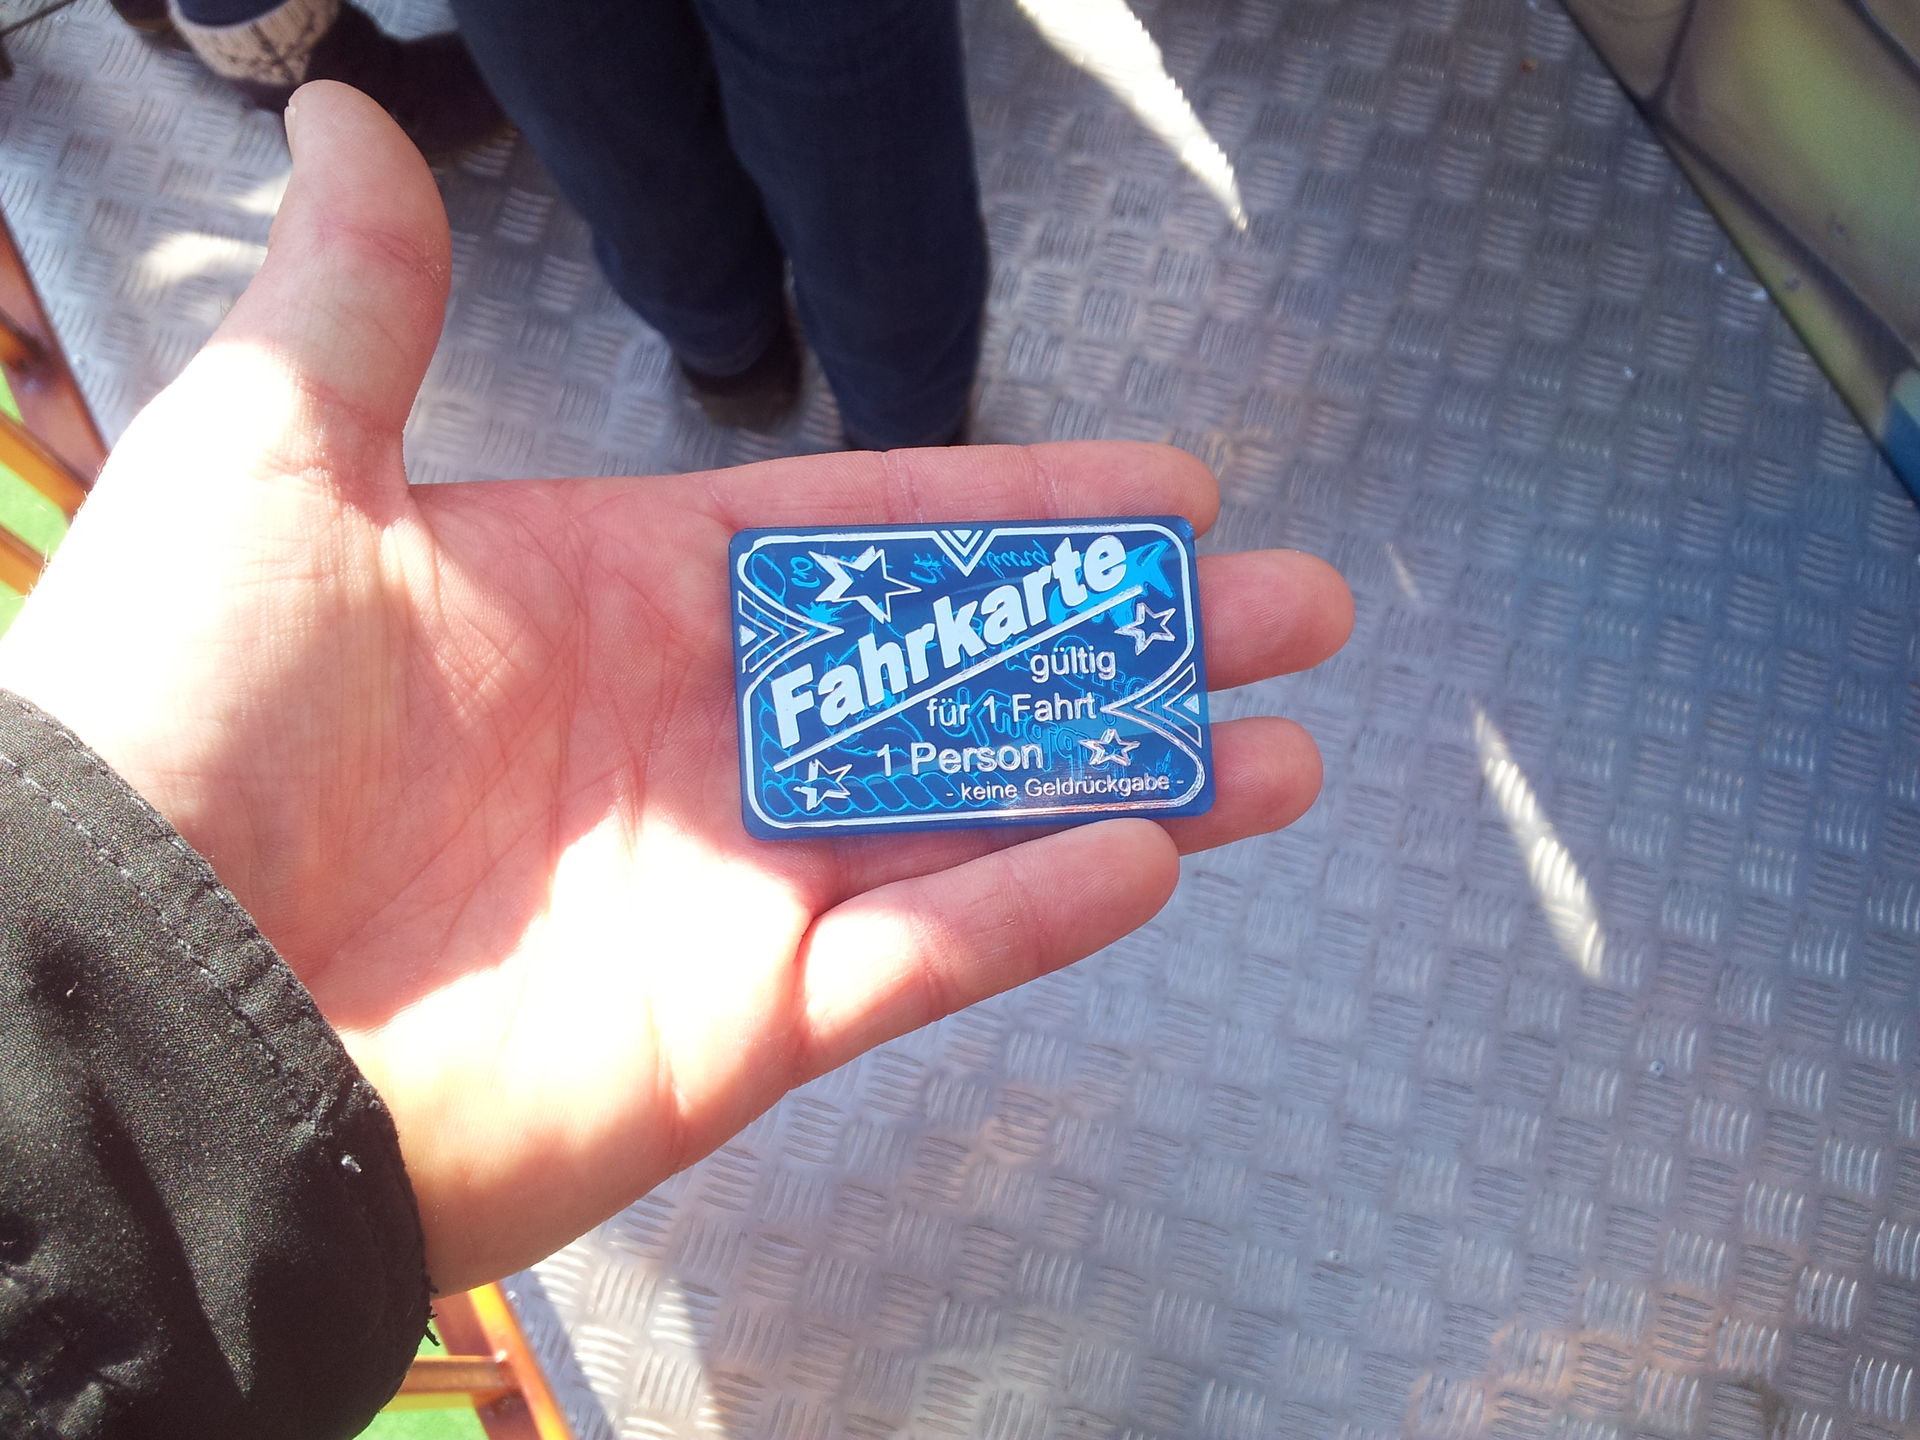 Fahrkarte
gültig
für 1 Fahrt
1 Person
- keine Geldrückgabe -